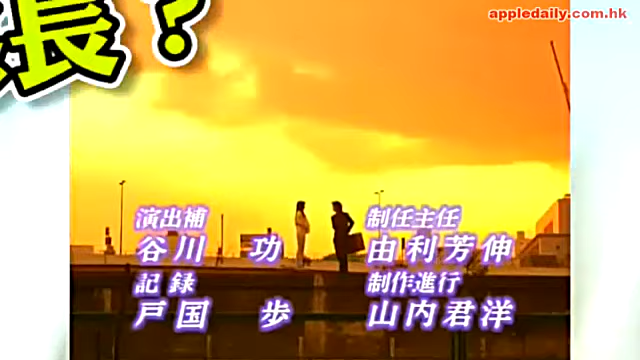 appledaily.com.hk
長？
演出補
谷川 功
記録
戸国 歩
制任主任
由利芳伸
制作進行
山内君洋